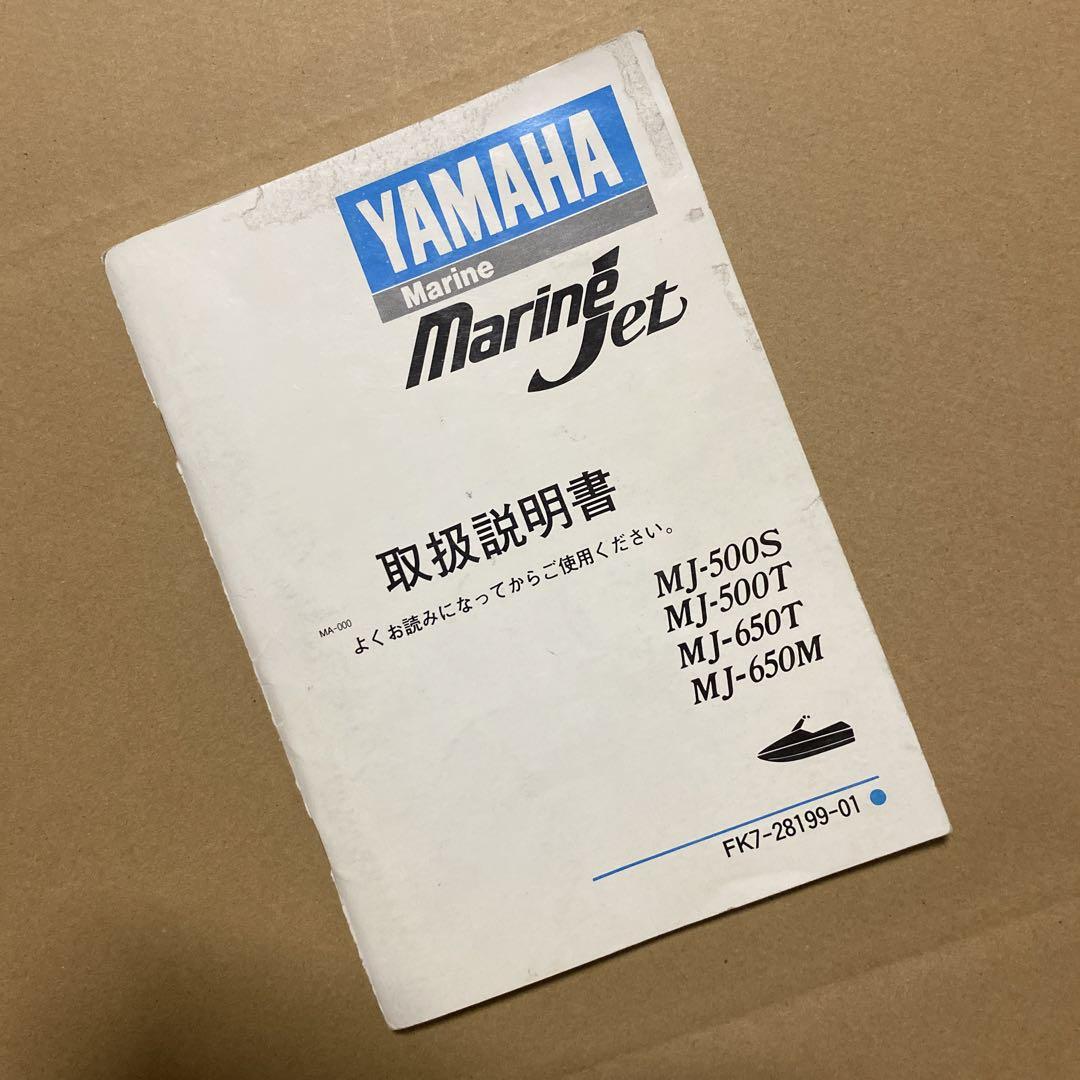 YAMAHA
Marine
Marine Jet
取扱説明書
MA-000
よくお読みになってからご使用ください。
MJ-500S
MJ-500T
MJ-650T
MJ-650M
FK7-28199-01